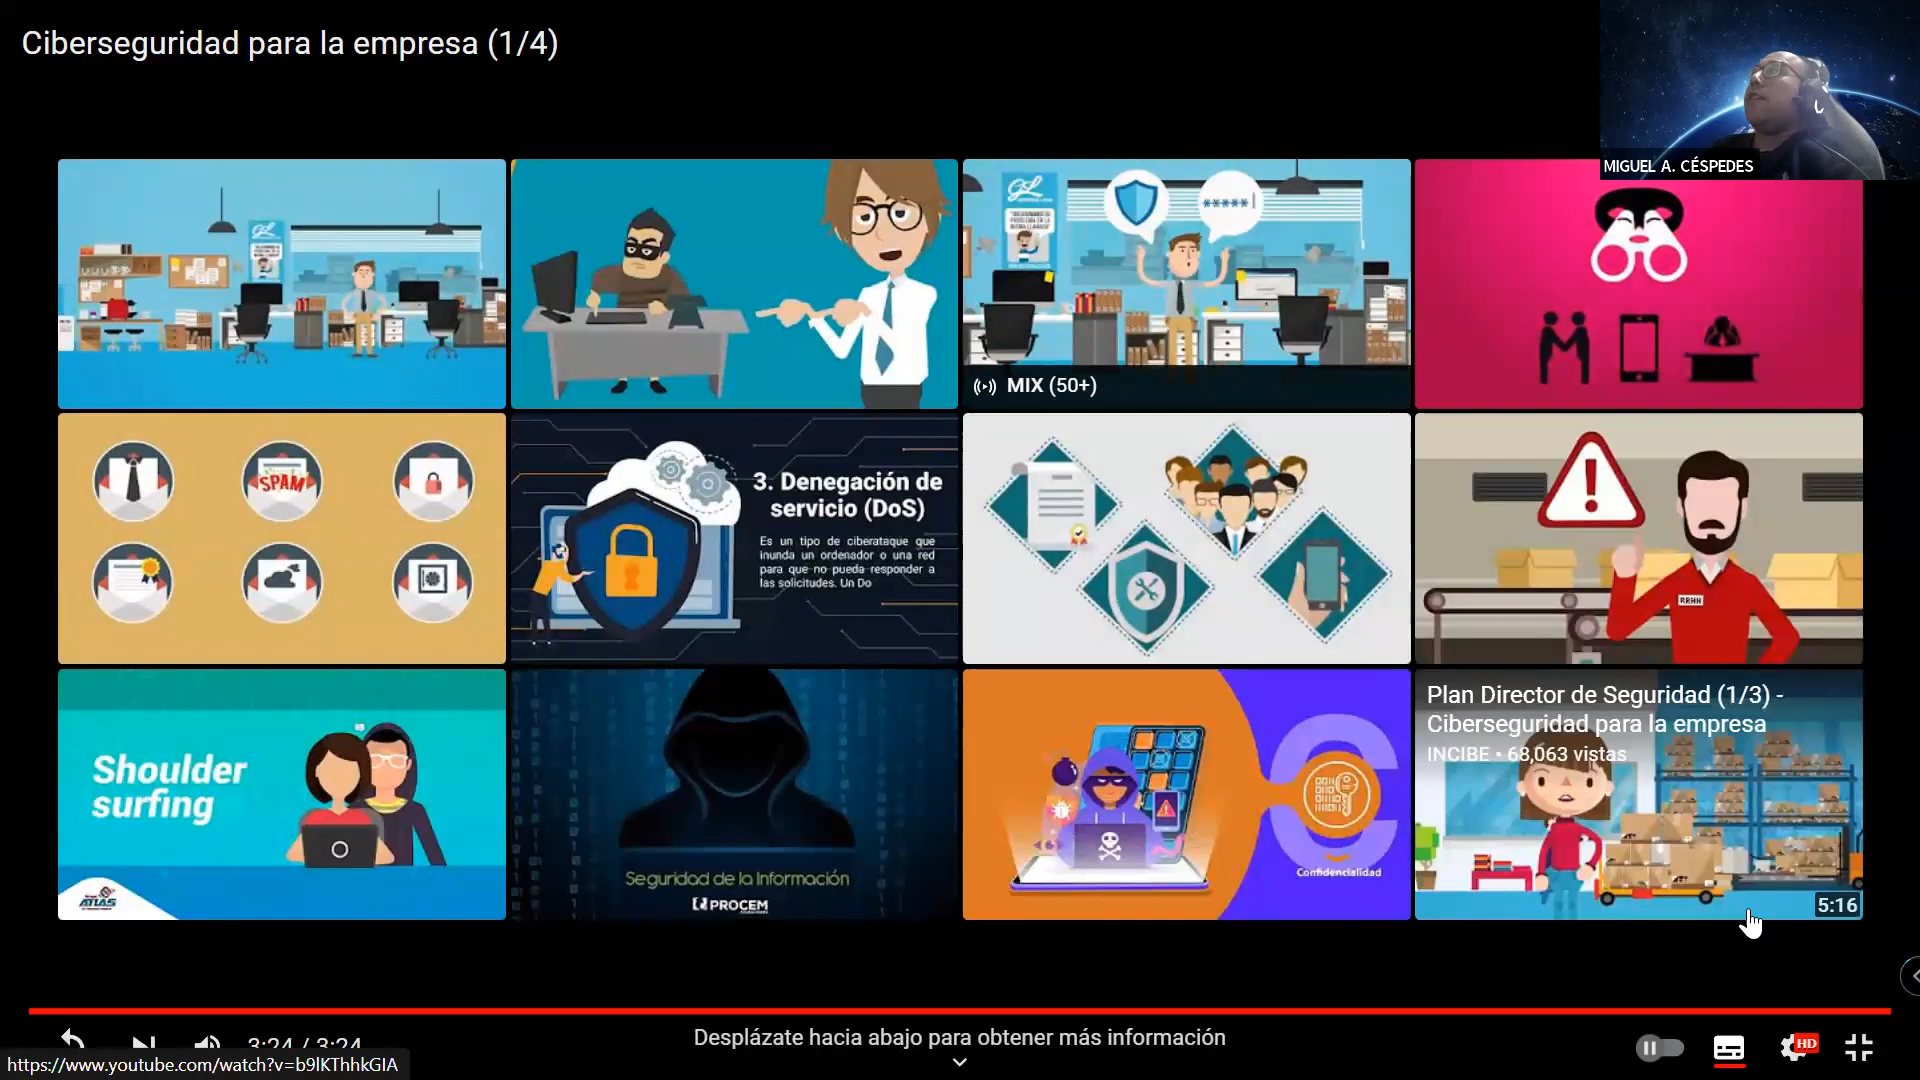 Ciberseguridad para la empresa (1/4)
MIGUEL A. CÉSPEDES
*****|
MIX (50+)
SPAM
3. Denegación de
servicio (DoS)
Es un tipo de ciberataque que
inunda un ordenador o una red
para que no pueda responder a
las solicitudes. Un Do
RRHH
Shoulder
surfing
ATLAS
Seguridad de la Información
PROCEM
Confidencialidad
Plan Director de Seguridad (1/3) -
Ciberseguridad para la empresa
INCIBE • 68,063 vistas
5:16
3:24 / 3:24
Desplázate hacia abajo para obtener más información
HD
https://www.youtube.com/watch?v=b9lKThhkGIA